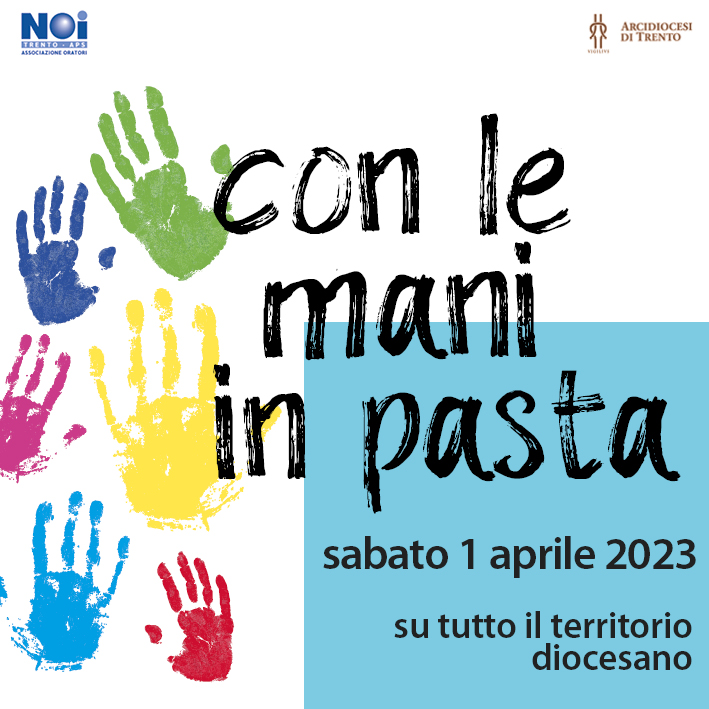 NOi
TRENTO - APS
ASSOCIAZIONE ORATORI
VIGILIVS
ARCIDIOCESI
DI TRENTO
con le
mani
in pasta
sabato 1 aprile 2023
su tutto il territorio
diocesano